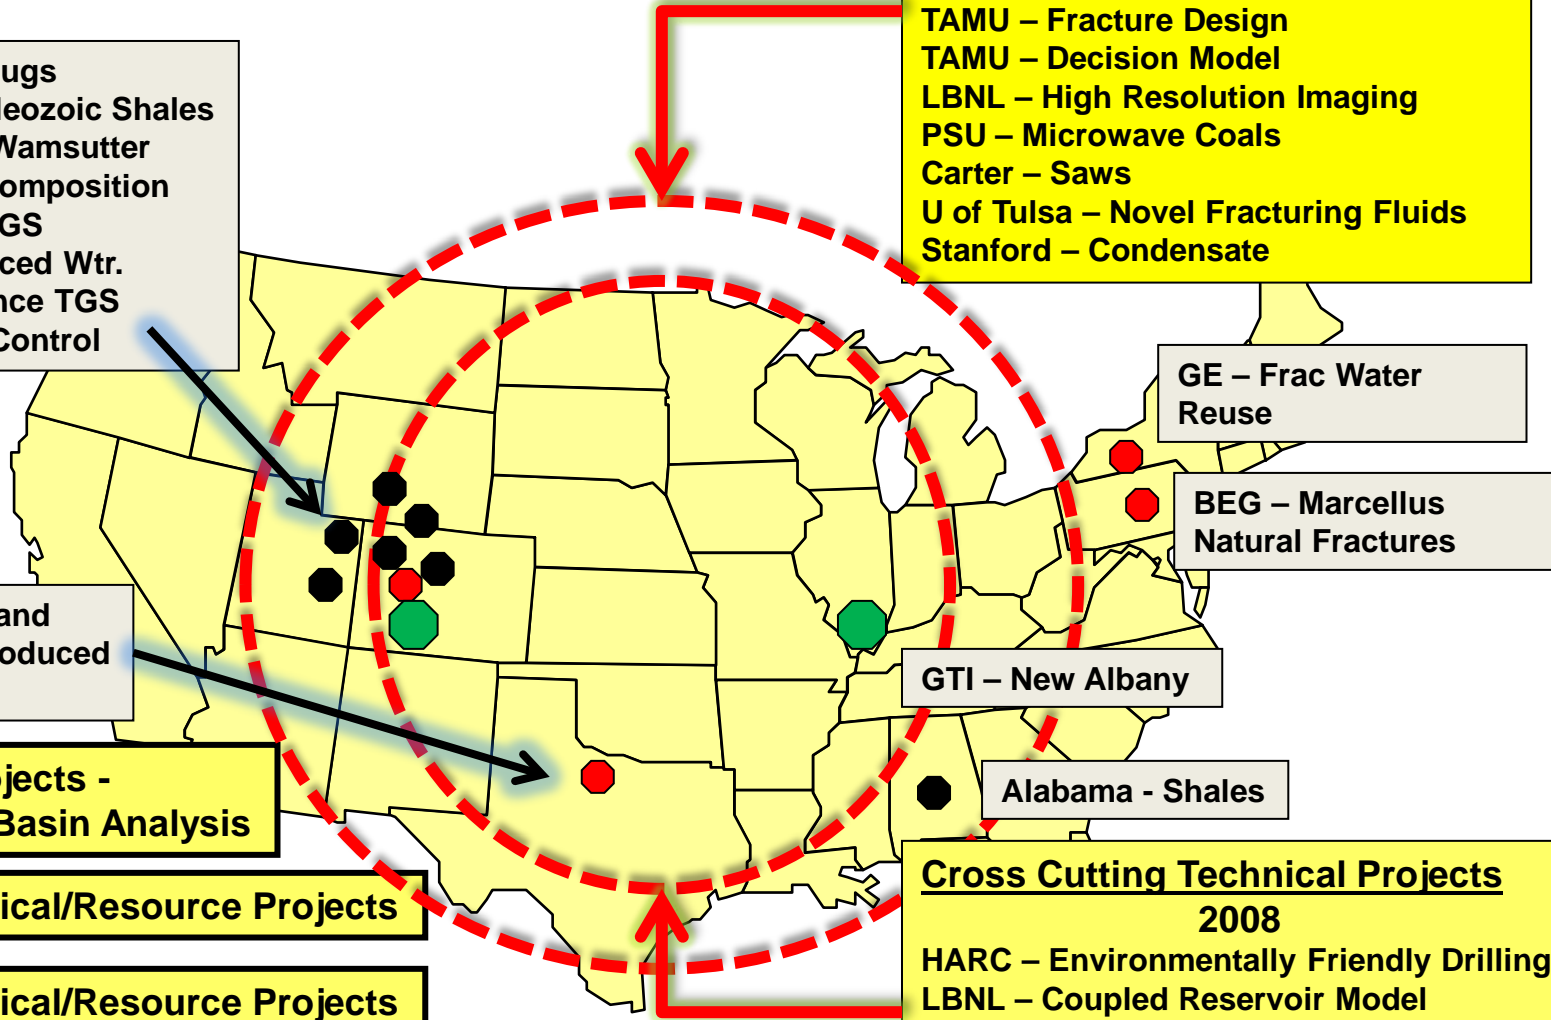 TAMU – Fracture Design
TAMU – Decision Model
LBNL – High Resolution Imaging
PSU – Microwave Coals
Carter – Saws
U of Tulsa – Novel Fracturing Fluids
Stanford – Condensate
ugs
leozoic Shales
Wamsutter
omposition
GS
ced Wtr.
nce TGS
Control
GE – Frac Water
Reuse
BEG – Marcellus
Natural Fractures
and
oduced
GTI – New Albany
Alabama - Shales
jects -
Basin Analysis
ical/Resource Projects
ical/Resource Projects
Cross Cutting Technical Projects
2008
HARC – Environmentally Friendly Drilling
LBNL – Coupled Reservoir Model